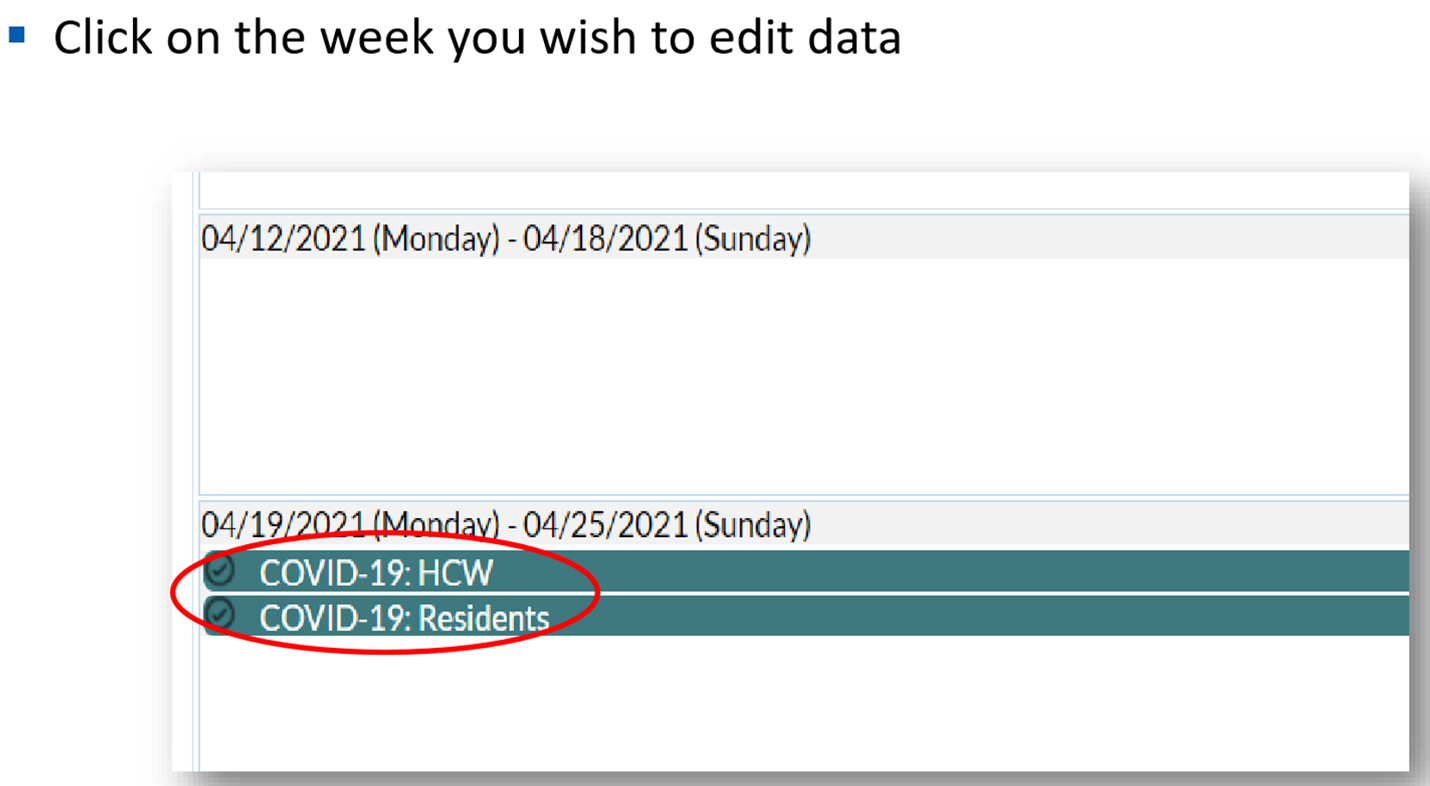 Click on the week you wish to edit data
04/12/2021 (Monday) - 04/18/2021 (Sunday)
04/19/2021 (Monday) - 04/25/2021 (Sunday)
COVID-19: HCW
COVID-19: Residents